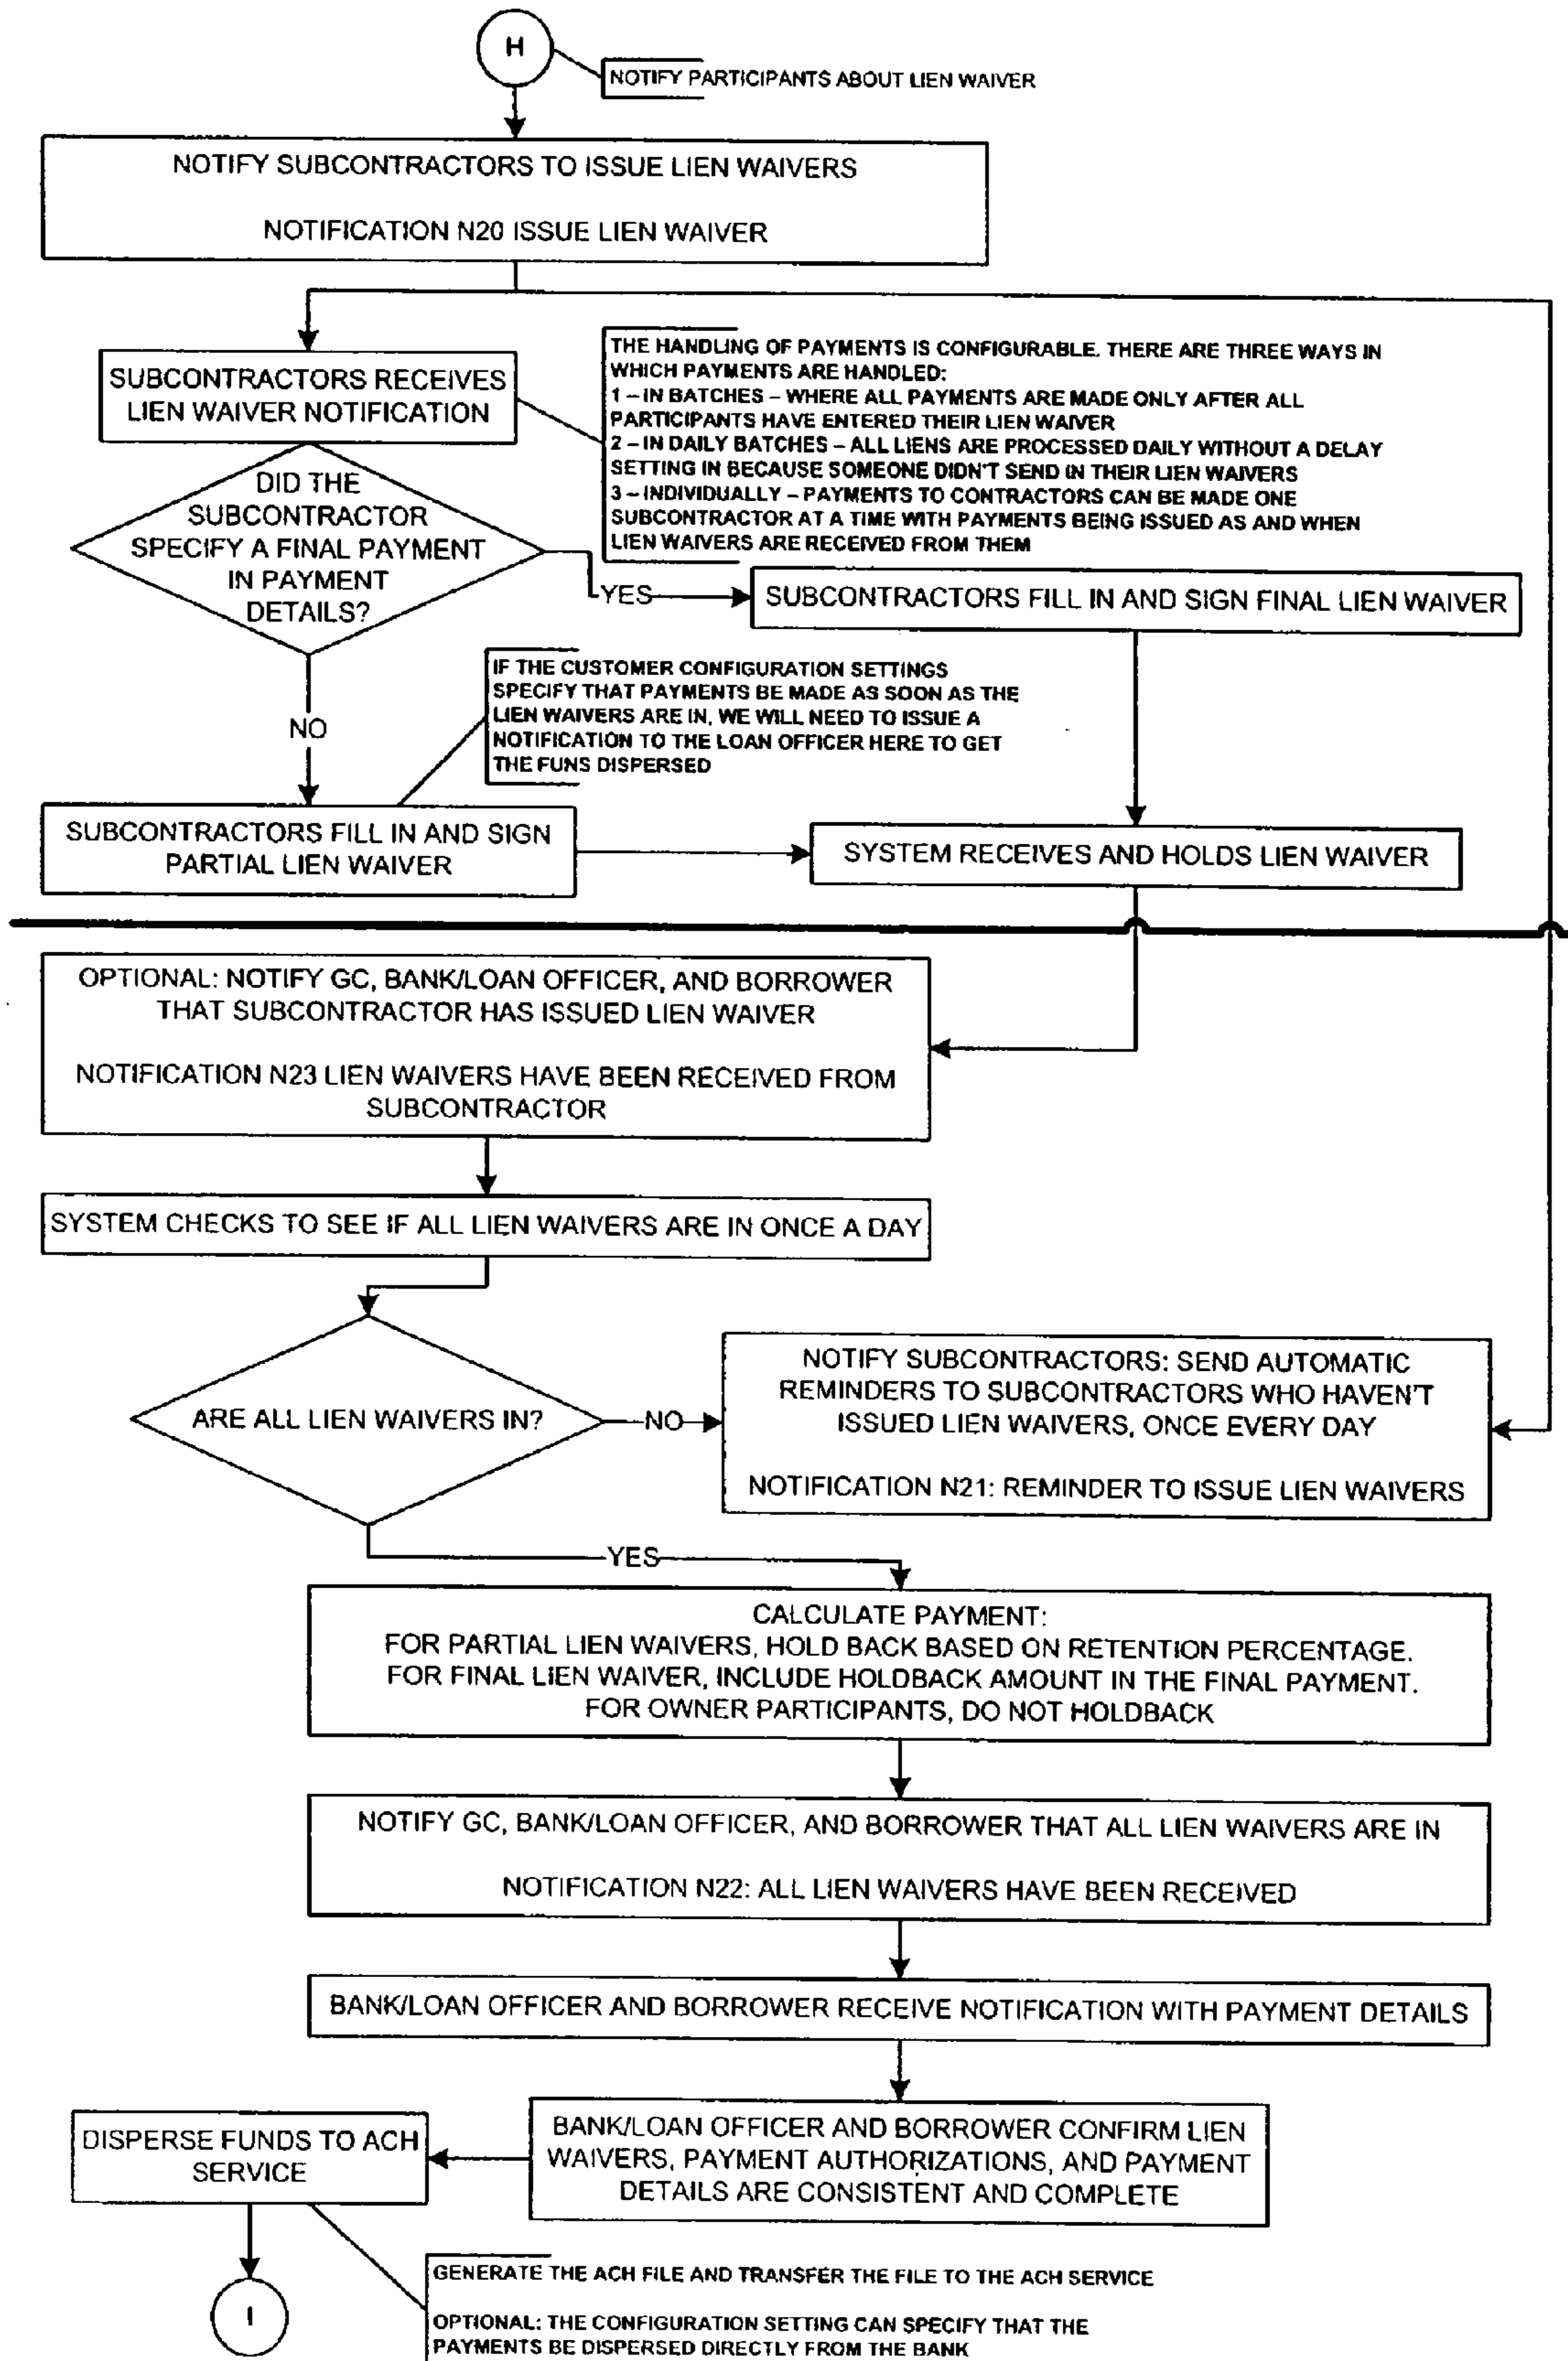 H
NOTIFY PARTICIPANTS ABOUT LIEN WAIVER
NOTIFY SUBCONTRACTORS TO ISSUE LIEN WAIVERS
NOTIFICATION N20 ISSUE LIEN WAIVER
SUBCONTRACTORS RECEIVES
LIEN WAIVER NOTIFICATION
THE HANDLING OF PAYMENTS IS CONFIGURABLE. THERE ARE THREE WAYS IN
WHICH PAYMENTS ARE HANDLED:
1 – IN BATCHES – WHERE ALL PAYMENTS ARE MADE ONLY AFTER ALL
PARTICIPANTS HAVE ENTERED THEIR LIEN WAIVER
2 – IN DAILY BATCHES – ALL LIENS ARE PROCESSED DAILY WITHOUT A DELAY
SETTING IN BECAUSE SOMEONE DIDN'T SEND IN THEIR LIEN WAIVERS
3 – INDIVIDUALLY – PAYMENTS TO CONTRACTORS CAN BE MADE ONE
SUBCONTRACTOR AT A TIME WITH PAYMENTS BEING ISSUED AS AND WHEN
LIEN WAIVERS ARE RECEIVED FROM THEM
DID THE
SUBCONTRACTOR
SPECIFY A FINAL PAYMENT
IN PAYMENT
DETAILS?
YES
SUBCONTRACTORS FILL IN AND SIGN FINAL LIEN WAIVER
NO
IF THE CUSTOMER CONFIGURATION SETTINGS
SPECIFY THAT PAYMENTS BE MADE AS SOON AS THE
LIEN WAIVERS ARE IN, WE WILL NEED TO ISSUE A
NOTIFICATION TO THE LOAN OFFICER HERE TO GET
THE FUNS DISPERSED
SUBCONTRACTORS FILL IN AND SIGN
PARTIAL LIEN WAIVER
SYSTEM RECEIVES AND HOLDS LIEN WAIVER
OPTIONAL: NOTIFY GC, BANK/LOAN OFFICER, AND BORROWER
THAT SUBCONTRACTOR HAS ISSUED LIEN WAIVER
NOTIFICATION N23 LIEN WAIVERS HAVE BEEN RECEIVED FROM
SUBCONTRACTOR
SYSTEM CHECKS TO SEE IF ALL LIEN WAIVERS ARE IN ONCE A DAY
ARE ALL LIEN WAIVERS IN?
NO
NOTIFY SUBCONTRACTORS: SEND AUTOMATIC
REMINDERS TO SUBCONTRACTORS WHO HAVEN'T
ISSUED LIEN WAIVERS, ONCE EVERY DAY
NOTIFICATION N21: REMINDER TO ISSUE LIEN WAIVERS
YES
CALCULATE PAYMENT:
FOR PARTIAL LIEN WAIVERS, HOLD BACK BASED ON RETENTION PERCENTAGE.
FOR FINAL LIEN WAIVER, INCLUDE HOLDBACK AMOUNT IN THE FINAL PAYMENT.
FOR OWNER PARTICIPANTS, DO NOT HOLDBACK
NOTIFY GC, BANK/LOAN OFFICER, AND BORROWER THAT ALL LIEN WAIVERS ARE IN
NOTIFICATION N22: ALL LIEN WAIVERS HAVE BEEN RECEIVED
BANK/LOAN OFFICER AND BORROWER RECEIVE NOTIFICATION WITH PAYMENT DETAILS
BANK/LOAN OFFICER AND BORROWER CONFIRM LIEN
WAIVERS, PAYMENT AUTHORIZATIONS, AND PAYMENT
DETAILS ARE CONSISTENT AND COMPLETE
DISPERSE FUNDS TO ACH
SERVICE
GENERATE THE ACH FILE AND TRANSFER THE FILE TO THE ACH SERVICE
OPTIONAL: THE CONFIGURATION SETTING CAN SPECIFY THAT THE
PAYMENTS BE DISPERSED DIRECTLY FROM THE BANK
I